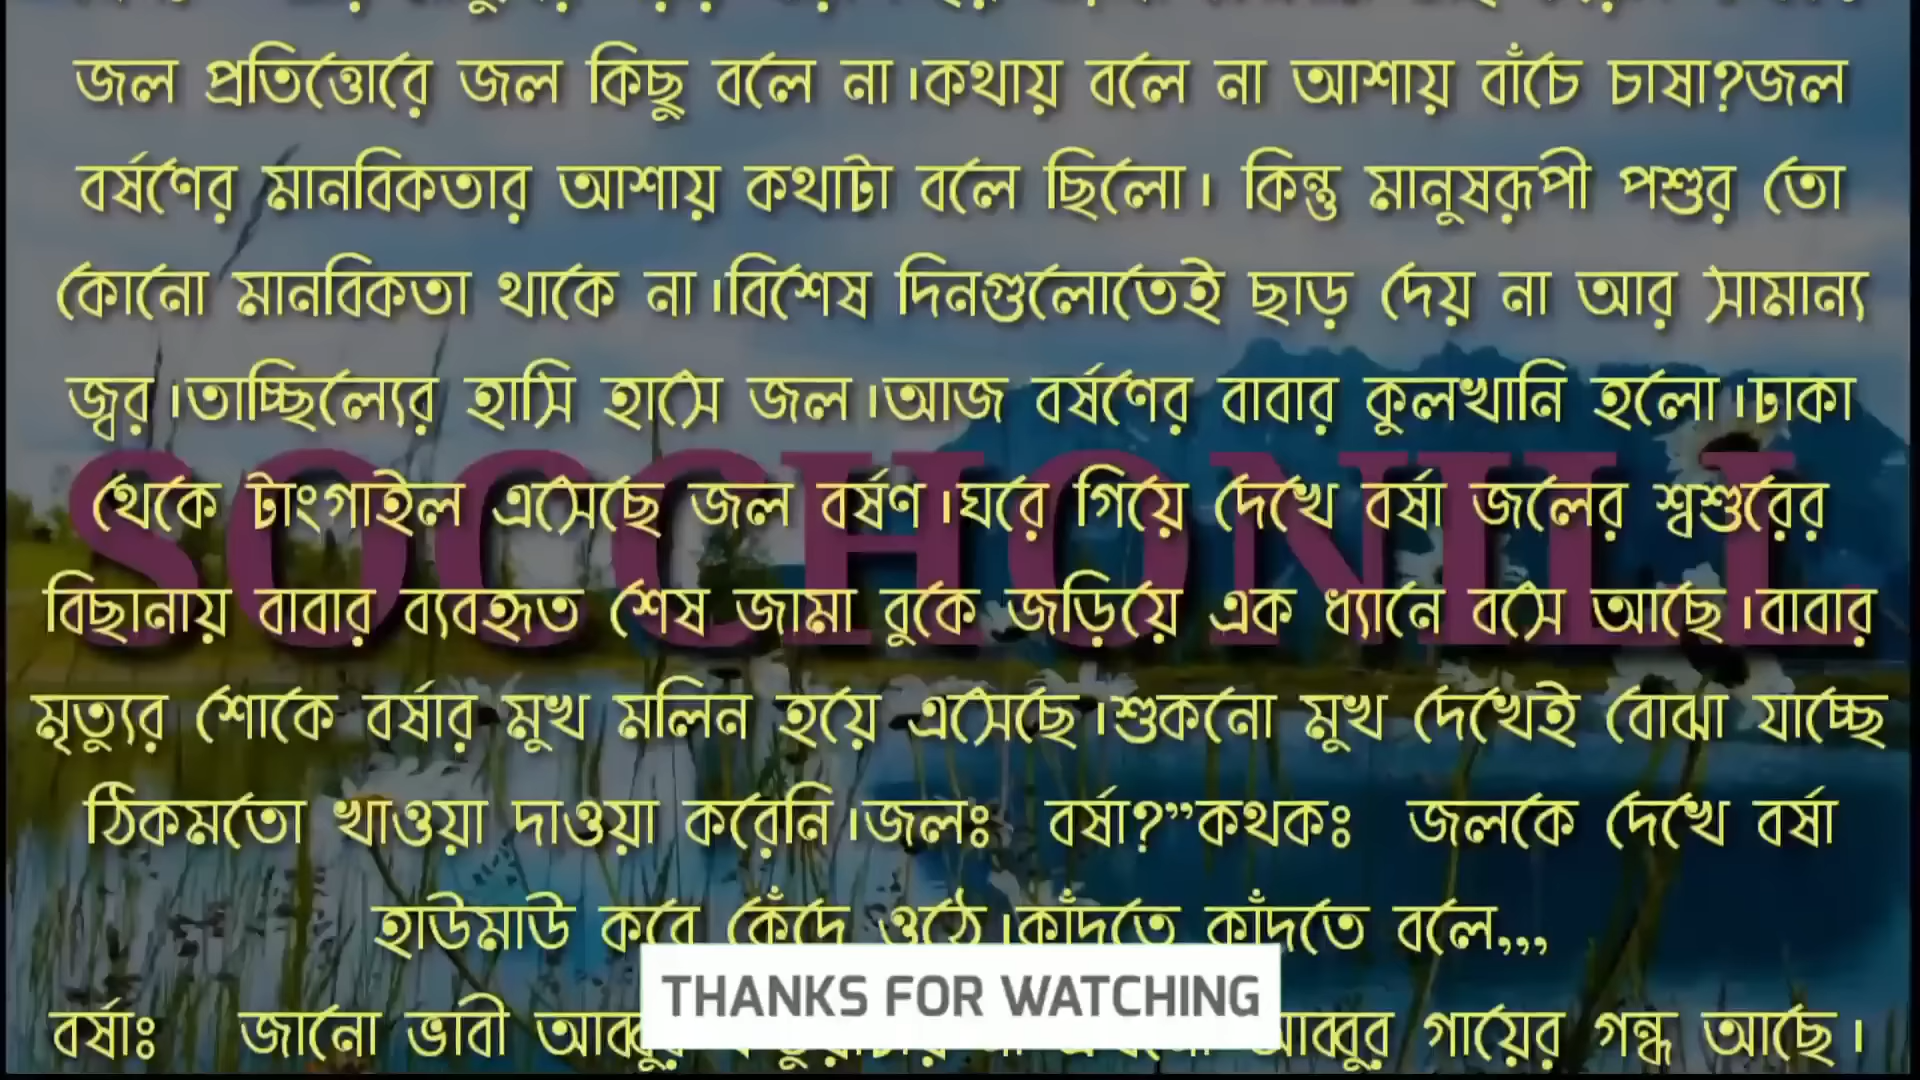 জল প্রতিত্তোরে জল কিছু বলে না।কথায় বলে না আশায় বাঁচে চাষা?জল
বর্ষণের মানবিকতার আশায় কথাটা বলে ছিলো। কিন্তু মানুষরূপী পশুর তো
কোনো মানবিকতা থাকে না।বিশেষ দিনগুলোতেই ছাড় দেয় না আর সামান্য
জ্বর।তাচ্ছিল্যের হাসি হাসে জল।আজ বর্ষণের বাবার কুলখানি হলো।ঢাকা
থেকে টাংগাইল এসেছে জল বর্ষণ।ঘরে গিয়ে দেখে বর্ষা জলের শ্বশুরের
SOCCHONILL
বিছানায় বাবার ব্যবহৃত শেষ জামা বুকে জড়িয়ে এক ধ্যানে বসে আছে।বাবার
মৃত্যুর শোকে বর্ষার মুখ মলিন হয়ে এসেছে।শুকনো মুখ দেখেই বোঝা যাচ্ছে
ঠিকমতো খাওয়া দাওয়া করেনি।জলঃ বর্ষা?”কথকঃ জলকে দেখে বর্ষা
হাউমাউ করে কেঁদে ওঠে।কাঁদতে কাঁদতে বলে,,,
THANKS FOR WATCHING
বর্ষাঃ জানো ভাবী আব্বুর আব্বুর গায়ের গন্ধ আছে।